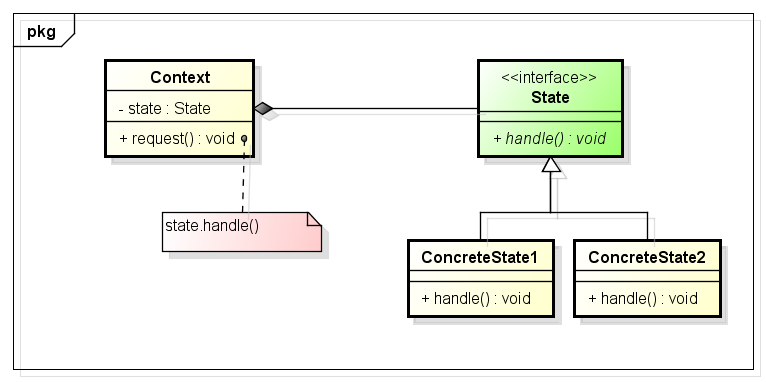 pkg
Context
- state : State
+ request() : void
state.handle()
<<interface>>
State
+ handle() : void
ConcreteState1
+ handle() : void
ConcreteState2
+ handle() : void